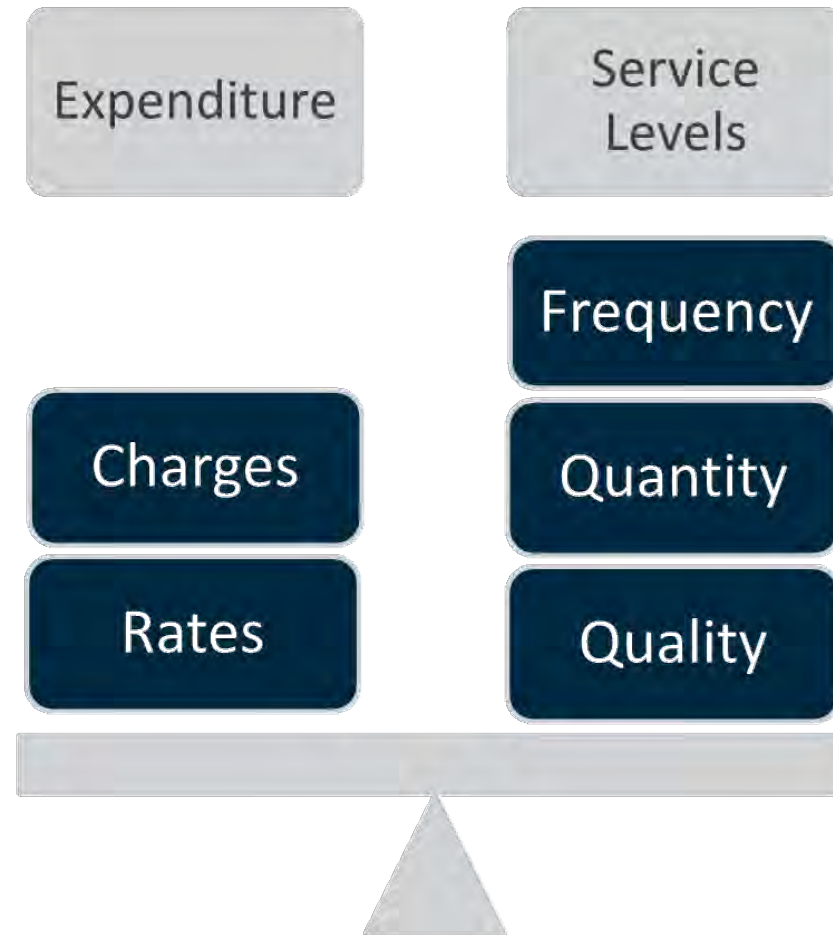 Expenditure
Service
Levels
Frequency
Charges
Quantity
Rates
Quality